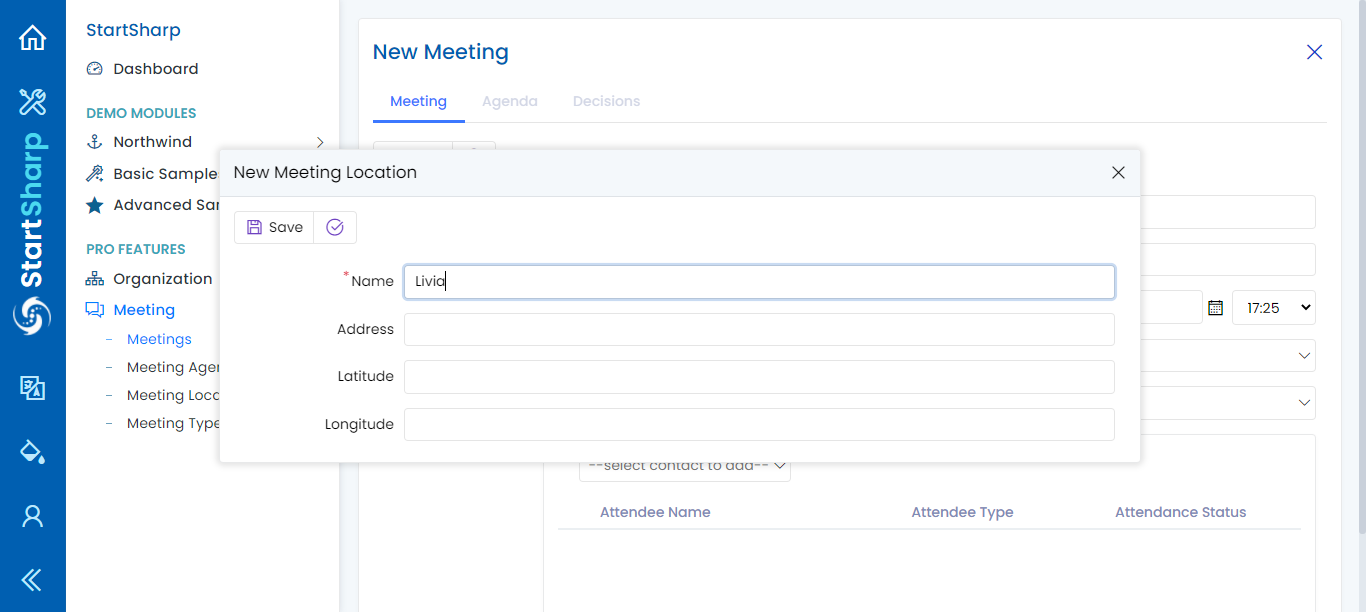 StartSharp
StartSharp
Dashboard
DEMO MODULES
Northwind
Basic Sample
Advanced Sar
PRO FEATURES
Organization
Meeting
Meetings
Meeting Ager
Meeting Loca
Meeting Type
New Meeting
Meeting
Agenda
Decisions
New Meeting Location
Save
*Name
Livia
Address
Latitude
Longitude
17:25
--select contact to add--
Attendee Name
Attendee Type
Attendance Status